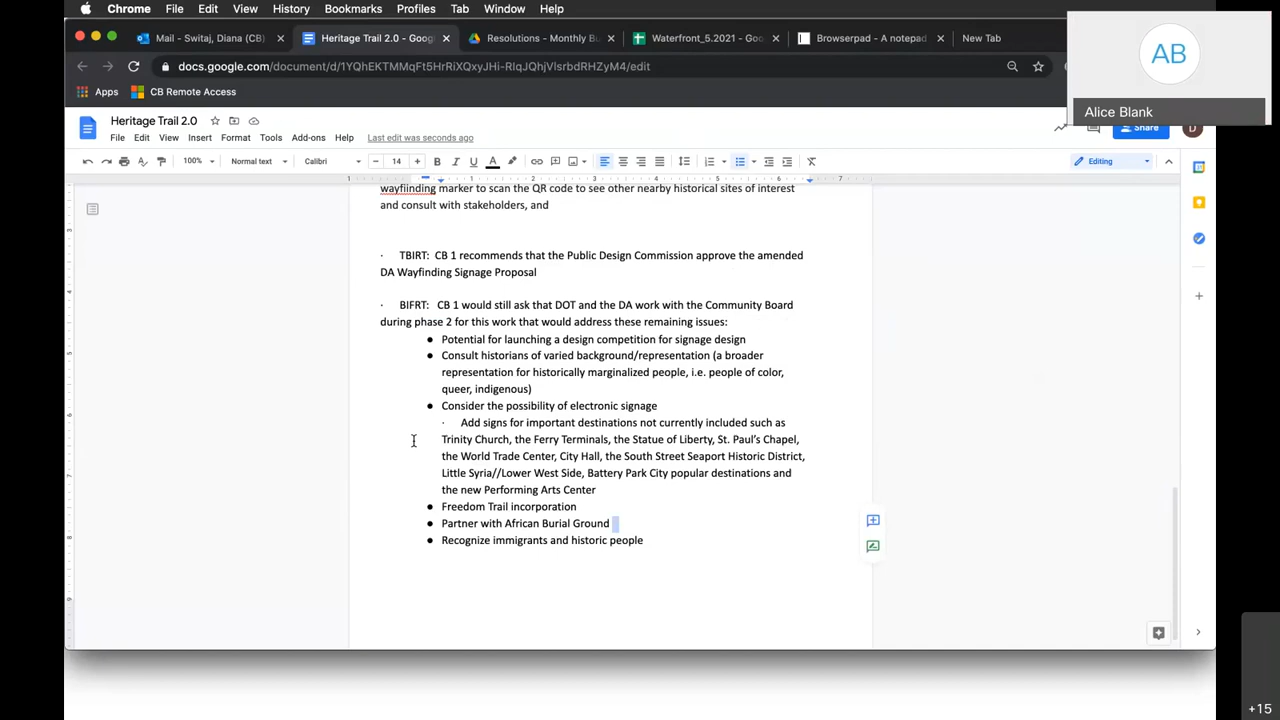 Chrome File Edit View History Bookmarks Profiles Tab Window Help
Mail - Switaj, Diana (CB) Heritage Trail 2.0 - Googl Resolutions - Monthly Bu Waterfront_5.2021 - Goo Browserpad - A notepad New Tab
docs.google.com
Apps CB Remote Access
AB
Alice Blank
Heritage Trail 2.0
File Edit View Insert Format Tools Add-ons Help Last edit was seconds ago
Share D
100% Normal text Calibri 14 B I U A Editing
1 1 2 3 4 5 6 7
wayfiinding marker to scan the QR code to see other nearby historical sites of interest
and consult with stakeholders, and
· TBIRT: CB 1 recommends that the Public Design Commission approve the amended
DA Wayfinding Signage Proposal
· BIFRT: CB 1 would still ask that DOT and the DA work with the Community Board
during phase 2 for this work that would address these remaining issues:
● Potential for launching a design competition for signage design
● Consult historians of varied background/representation (a broader
representation for historically marginalized people, i.e. people of color,
queer, indigenous)
● Consider the possibility of electronic signage
· Add signs for important destinations not currently included such as
Trinity Church, the Ferry Terminals, the Statue of Liberty, St. Paul's Chapel,
the World Trade Center, City Hall, the South Street Seaport Historic District,
Little Syria//Lower West Side, Battery Park City popular destinations and
the new Performing Arts Center
● Freedom Trail incorporation
● Partner with African Burial Ground
● Recognize immigrants and historic people
+15